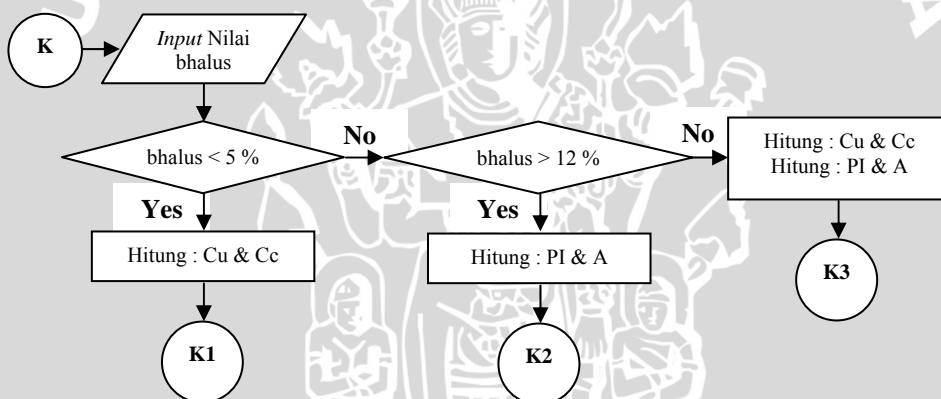 K
Input Nilai
bhalus
bhalus < 5 %
No
bhalus > 12 %
No
Hitung : Cu & Cc
Hitung : PI & A
Yes
Hitung : Cu & Cc
Yes
Hitung : PI & A
K3
K1
K2